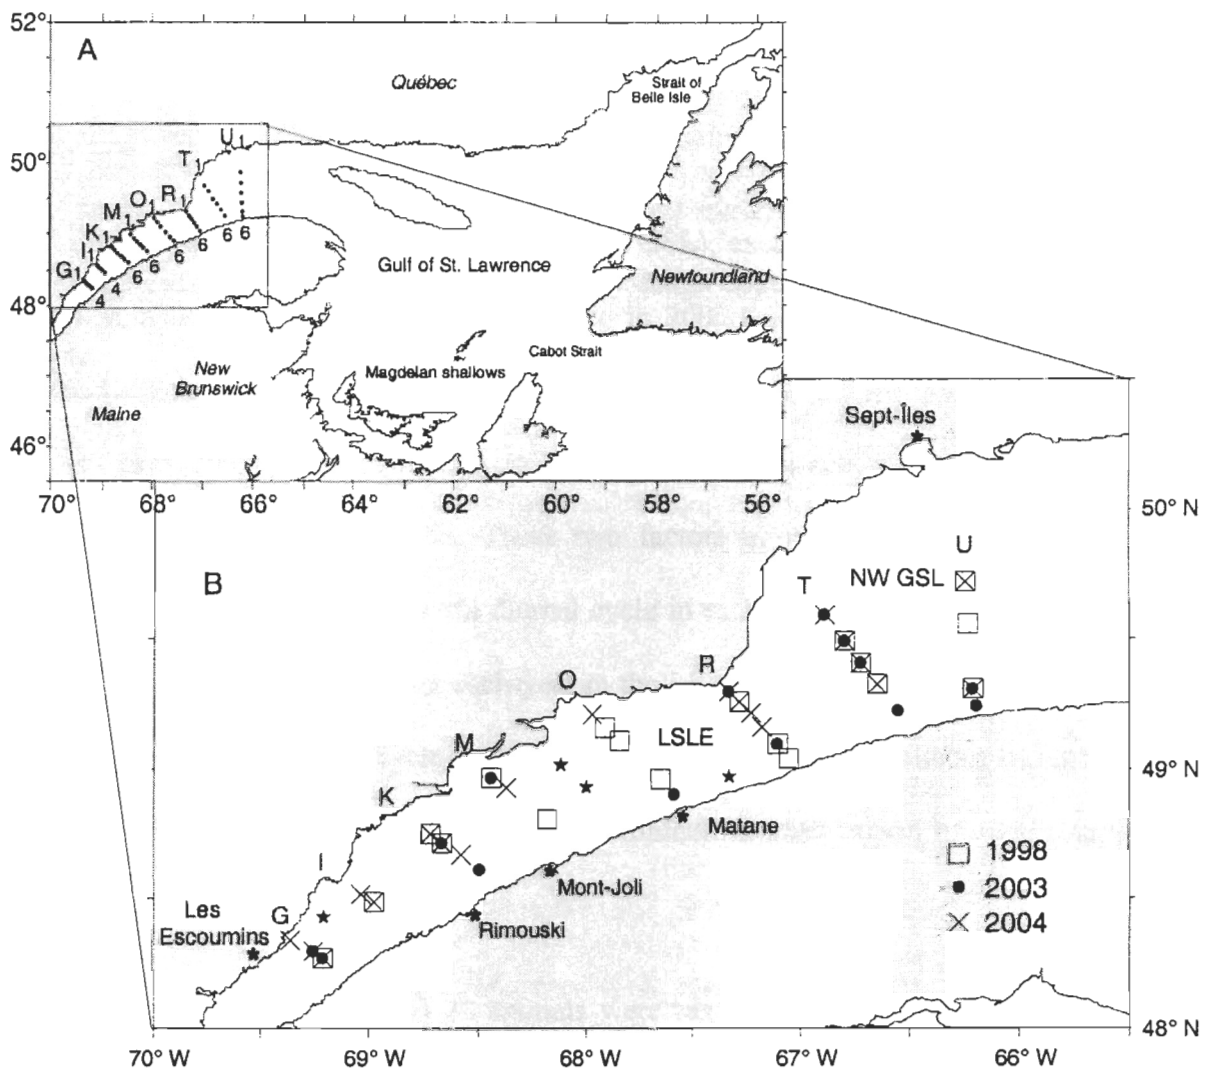 52°
A
Québec
Strait of
Belle Isle
50°
U1
T1
R1
O1
M1
K1
I1
G1
4
4
6
6
6
6
6
6
48°
Gulf of St. Lawrence
Newfoundland
Cabot Strait
New
Brunswick
Magdelan shallows
Maine
46°
70°
68°
66°
64°
62°
60°
58°
56°
Sept-Îles
50° N
B
U
NW GSL
T
R
O
LSLE
M
49° N
K
Matane
1998
I
Mont-Joli
2003
G
Les
Escoumins
Rimouski
2004
48° N
70° W
69° W
68° W
67° W
66° W